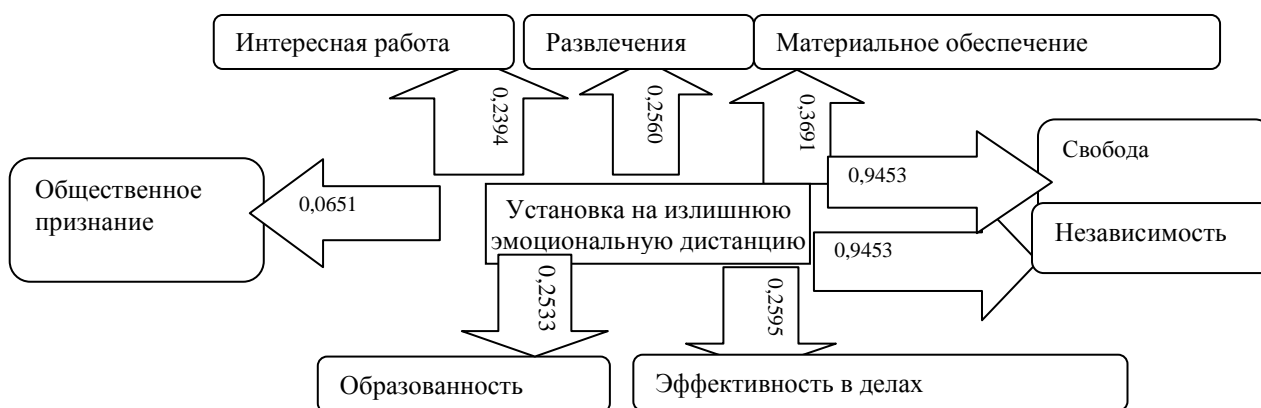 Интересная работа
Развлечения
Материальное обеспечение
0,2394
0,2560
0,3691
Общественное
признание
0,0651
Установка на излишнюю
эмоциональную дистанцию
0,9453
Свобода
0,9453
Независимость
0,2533
0,2595
Образованность
Эффективность в делах